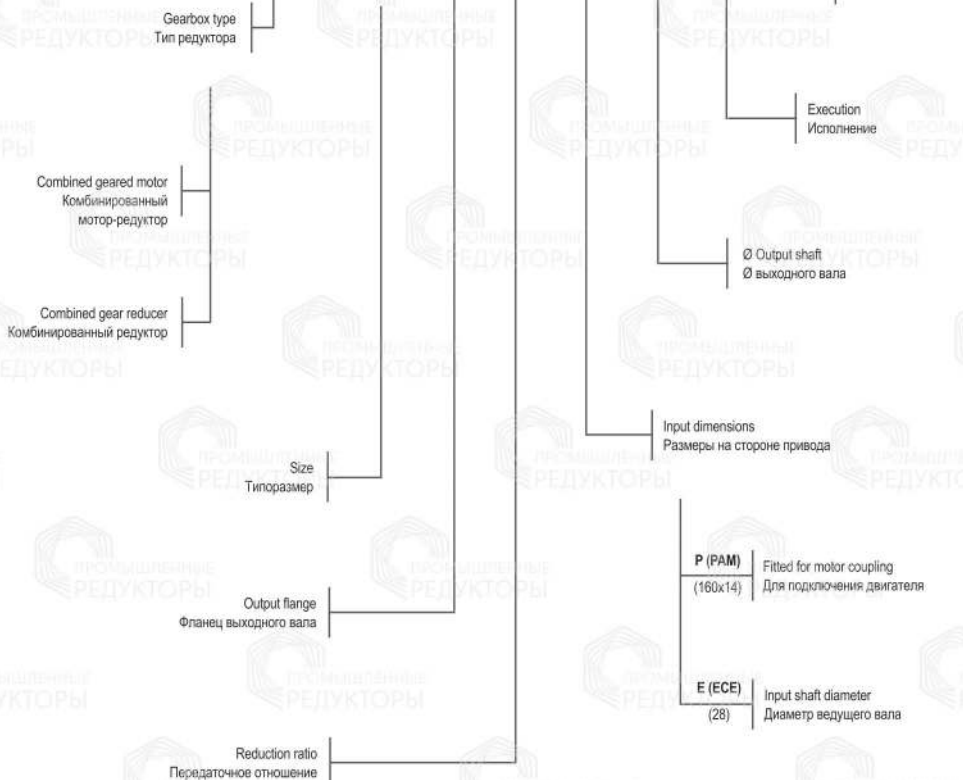 Gearbox type
Тип редуктора
Execution
Исполнение
Combined geared motor
Комбинированный
мотор-редуктор
Ø Output shaft
Ø выходного вала
Combined gear reducer
Комбинированный редуктор
Input dimensions
Размеры на стороне привода
Size
Типоразмер
P (PAM)
(160x14)
Fitted for motor coupling
Для подключения двигателя
Output flange
Фланец выходного вала
E (ECE)
(28)
Input shaft diameter
Диаметр ведущего вала
Reduction ratio
Передаточное отношение
ПРОМЫШЛЕННЫЕ
РЕДУКТОРЫ